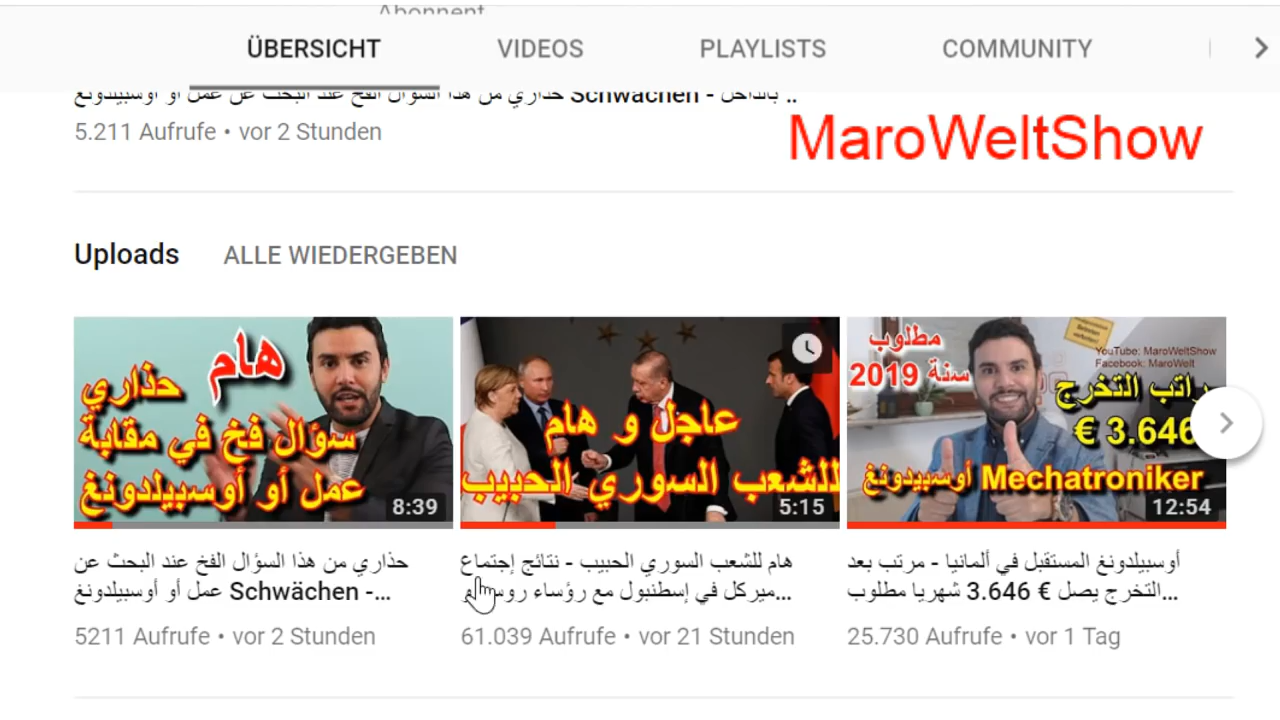 Abonnent
ÜBERSICHT
VIDEOS
PLAYLISTS
COMMUNITY
حذاري من هذا السؤال الفخ عند البحث عن عمل أو أوسبيلدونغ Schwächen - بالداخل ..
5.211 Aufrufe • vor 2 Stunden
MaroWeltShow
Uploads
ALLE WIEDERGEBEN
هام
حذاري
سؤال فخ في مقابة
عمل أو أوسبيلدونغ
8:39
عاجل و هام
للشعب السوري الحبيب
5:15
مطلوب
سنة 2019
YouTube: MaroWeltShow
Facebook: MaroWelt
راتب التخرج
3.646 €
أوسبيدونغ Mechatroniker
12:54
حذاري من هذا السؤال الفخ عند البحث عن
عمل أو أوسبيلدونغ Schwächen -...
5211 Aufrufe • vor 2 Stunden
هام للشعب السوري الحبيب - نتائج إجتماع
ميركل في إسطنبول مع رؤساء ...
61.039 Aufrufe • vor 21 Stunden
أوسبيلدونغ المستقبل في ألمانيا - مرتب بعد
التخرج يصل € 3.646 شهريا مطلوب...
25.730 Aufrufe • vor 1 Tag